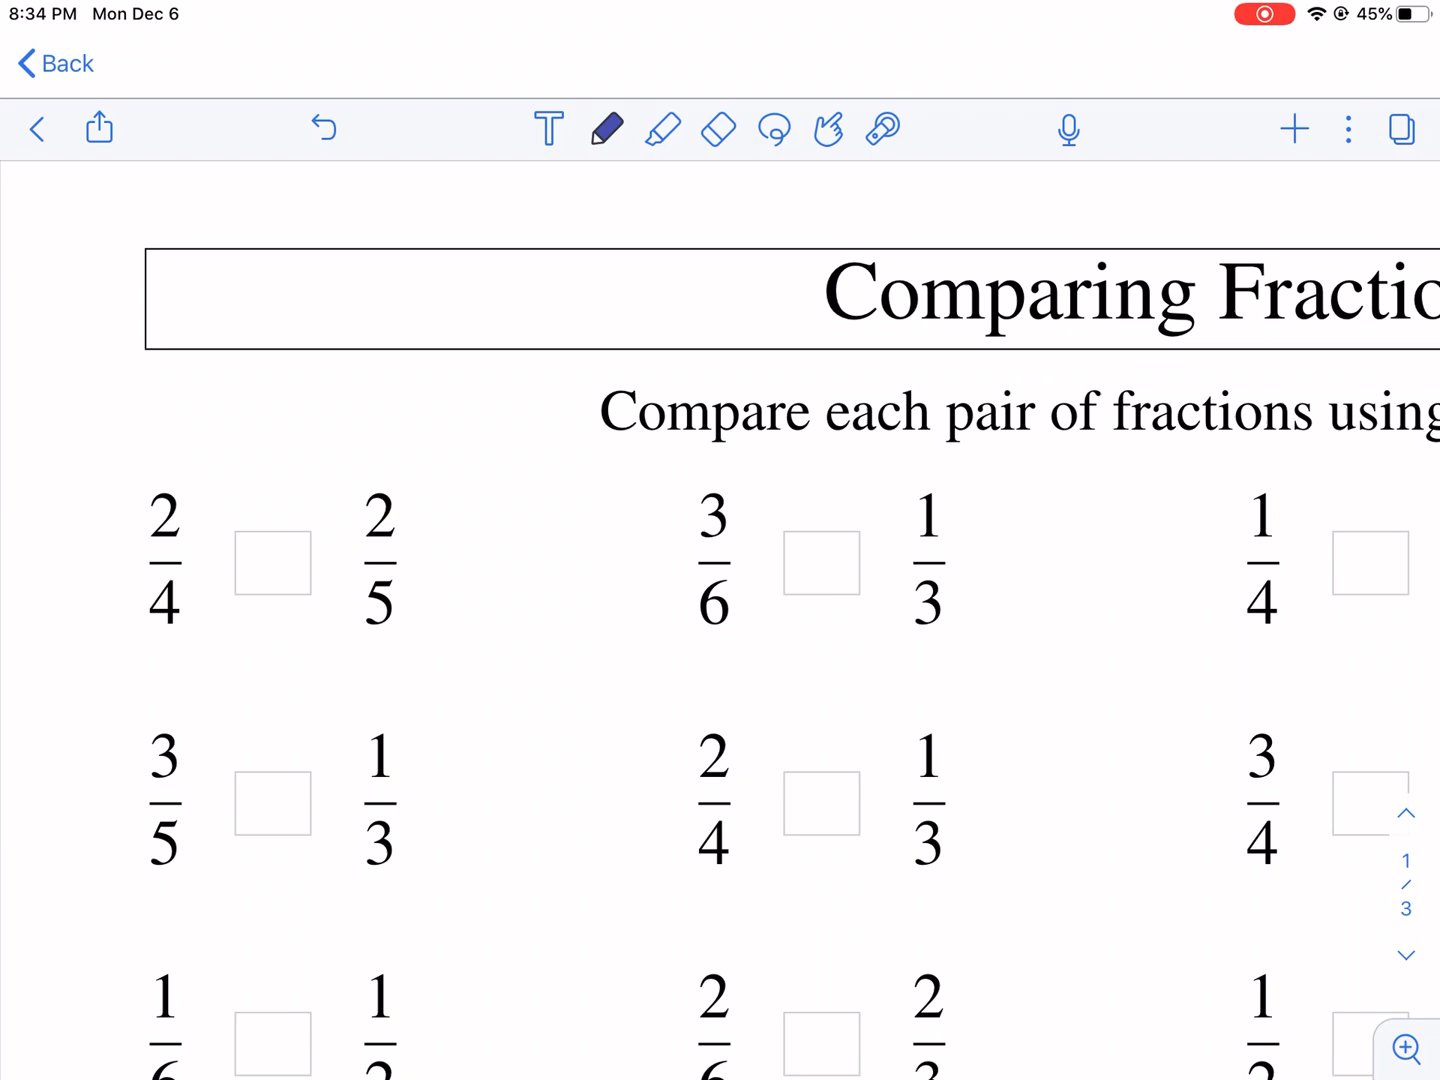 8:34 PM Mon Dec 6 45%
Back
Comparing Fractio
Compare each pair of fractions using
2 2 3 1 1
4 5 6 3 4
3 1 2 1 3
5 3 4 3 4
1
/
3
1 1 2 2 1